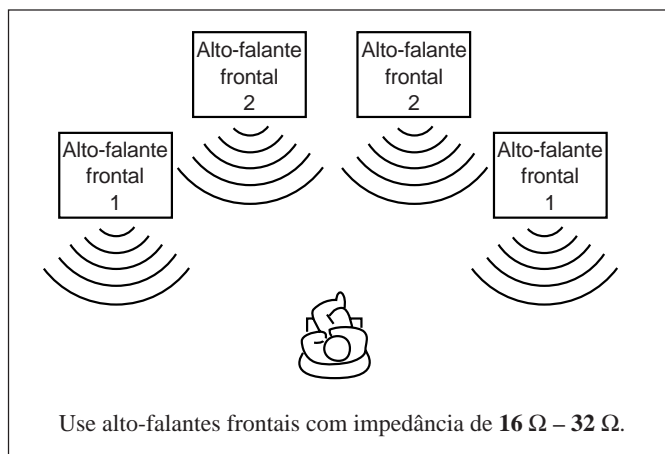 Alto-falante
frontal
2
Alto-falante
frontal
2
Alto-falante
frontal
1
Alto-falante
frontal
1
Use alto-falantes frontais com impedância de 16 Ω – 32 Ω.